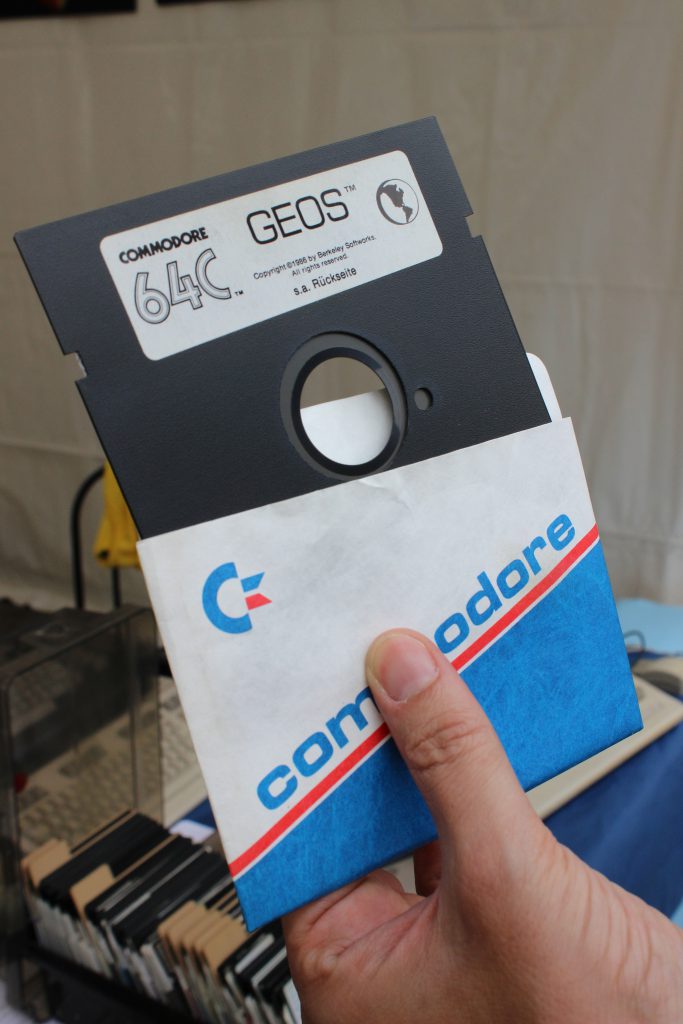 COMMODORE
64C™
GEOS™
Copyright ©1986 by Berkeley Softworks.
All rights reserved.
s.a. Rückseite
commodore